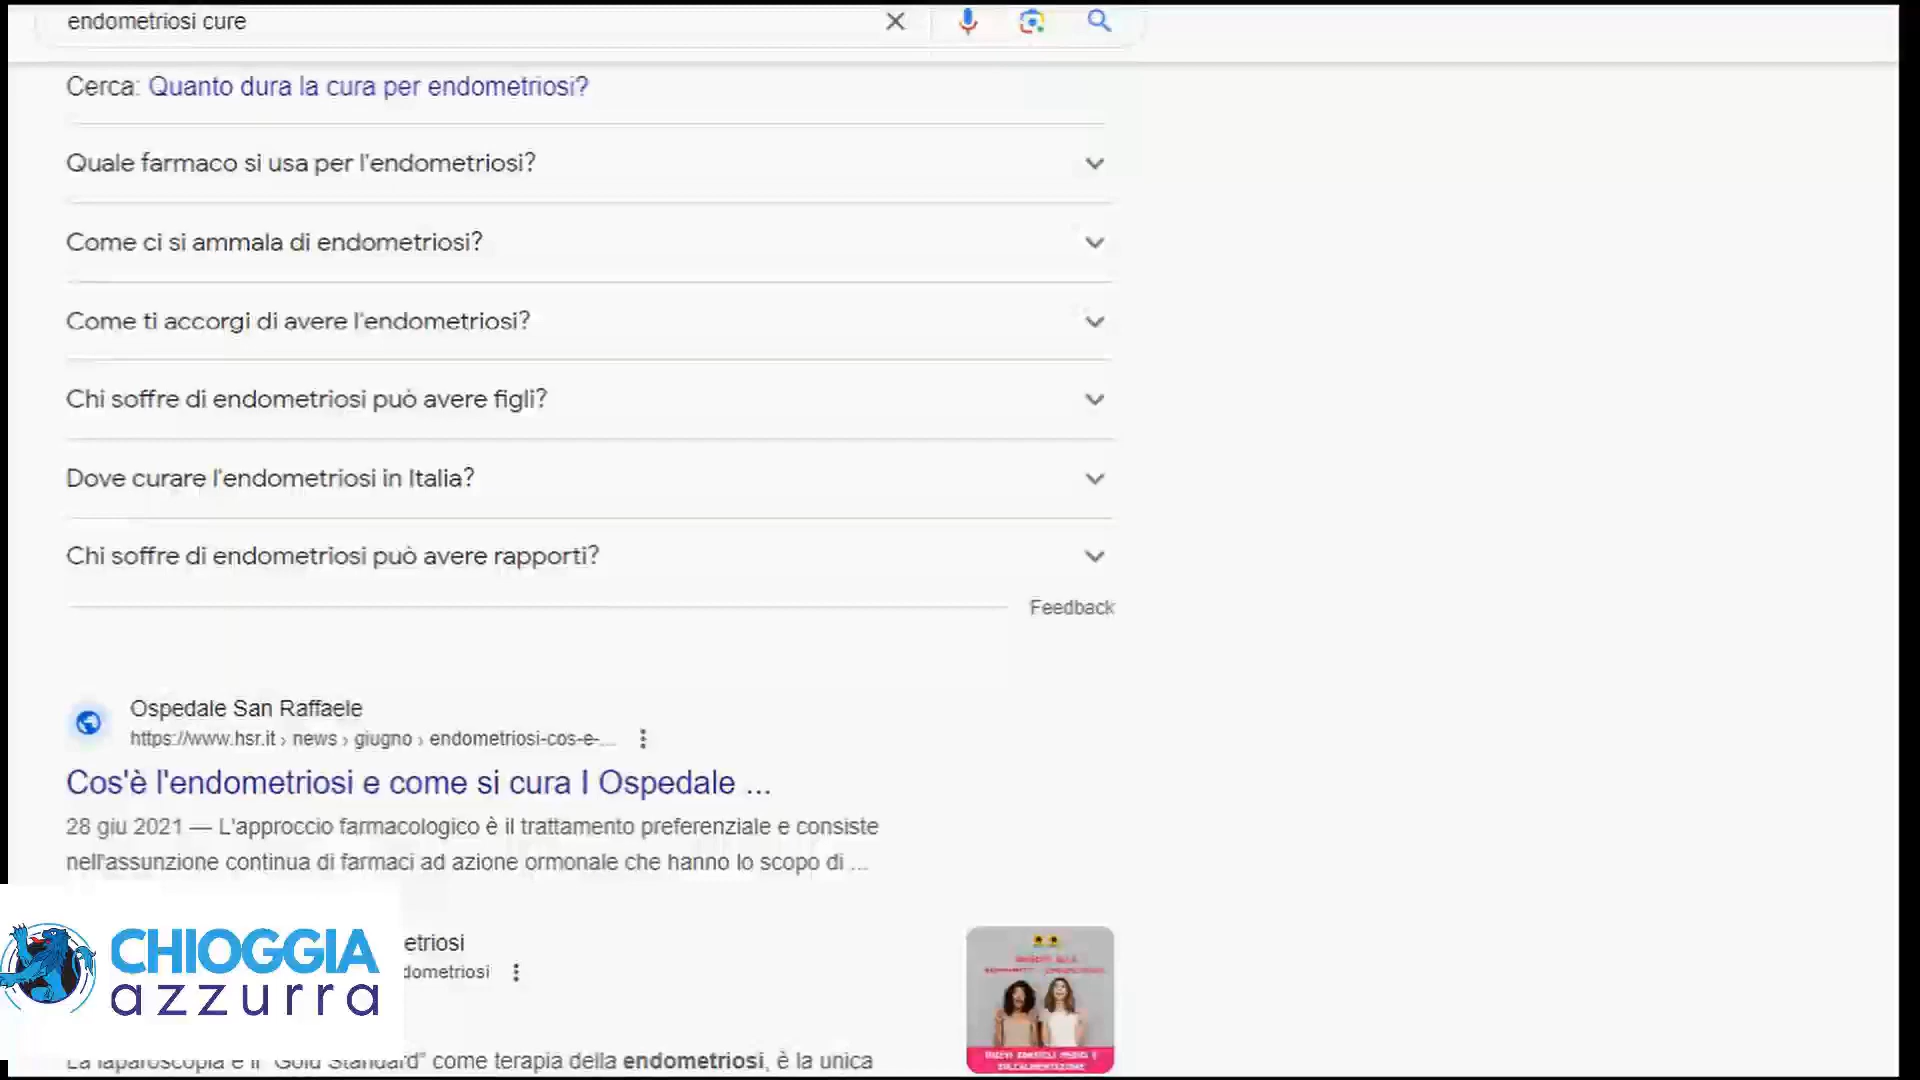 endometriosi cure
Cerca: Quanto dura la cura per endometriosi?
Quale farmaco si usa per l'endometriosi?
Come ci si ammala di endometriosi?
Come ti accorgi di avere l'endometriosi?
Chi soffre di endometriosi può avere figli?
Dove curare l'endometriosi in Italia?
Chi soffre di endometriosi può avere rapporti?
Feedback
Ospedale San Raffaele
https://www.hsr.it › news › giugno › endometriosi-cos-e-...
Cos'è l'endometriosi e come si cura I Ospedale ...
28 giu 2021 — L'approccio farmacologico è il trattamento preferenziale e consiste
nell'assunzione continua di farmaci ad azione ormonale che hanno lo scopo di ...
etriosi
dometriosi
CHIOGGIA
azzurra
La laparoscopia è il "Gold Standard" come terapia della endometriosi, è la unica